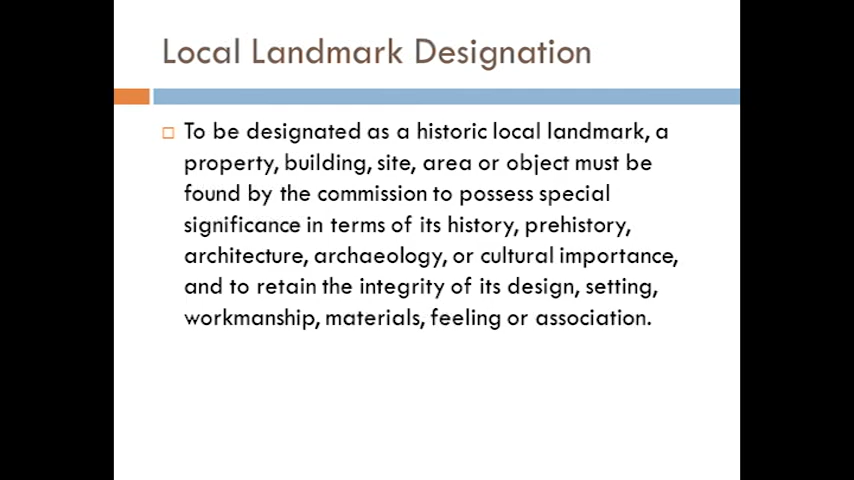 Local Landmark Designation
To be designated as a historic local landmark, a
property, building, site, area or object must be
found by the commission to possess special
significance in terms of its history, prehistory,
architecture, archaeology, or cultural importance,
and to retain the integrity of its design, setting,
workmanship, materials, feeling or association.